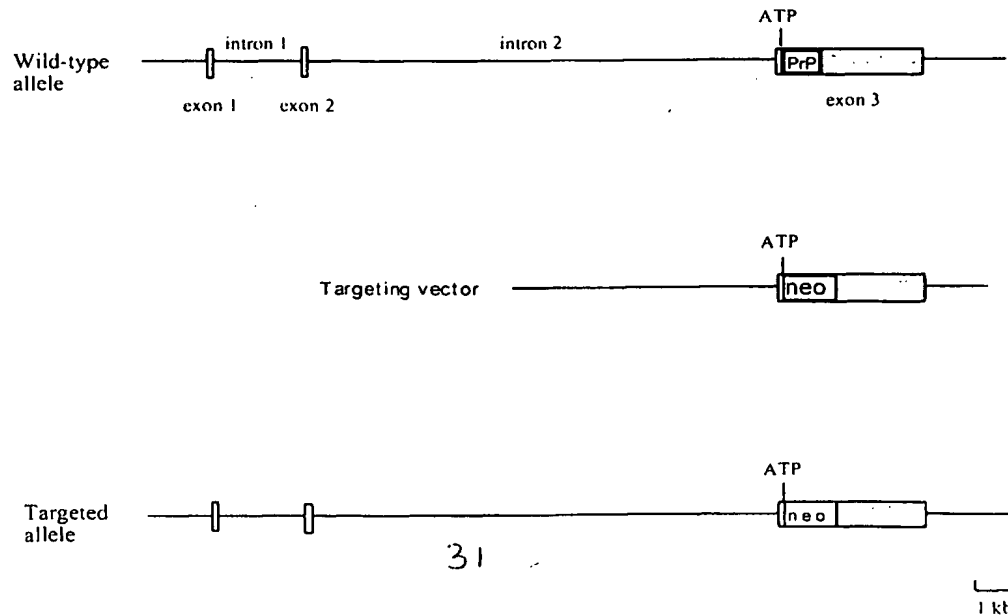 ATP
intron 1
intron 2
Wild-type
allele
PrP
exon 1
exon 2
exon 3
ATP
Targeting vector
neo
ATP
Targeted
allele
neo
31
1 kb